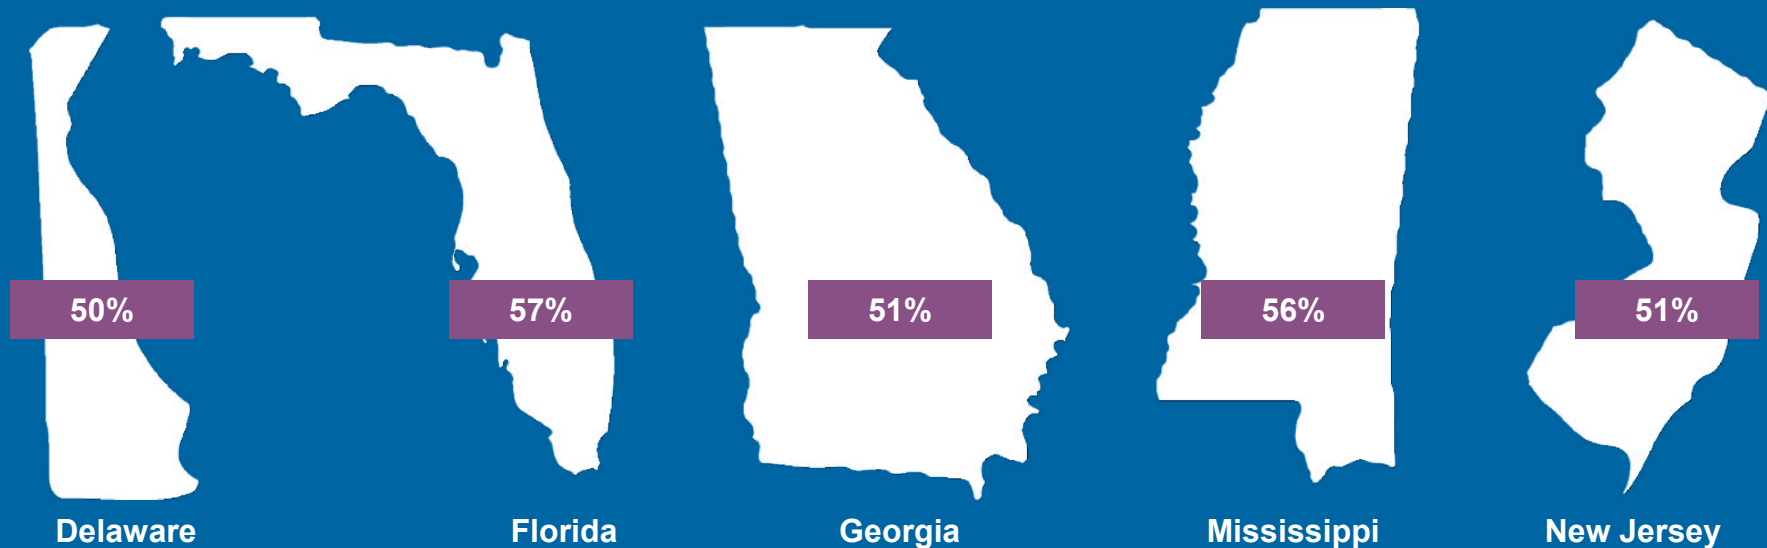 50% 57% 51% 56% 51%
Delaware Florida Georgia Mississippi New Jersey